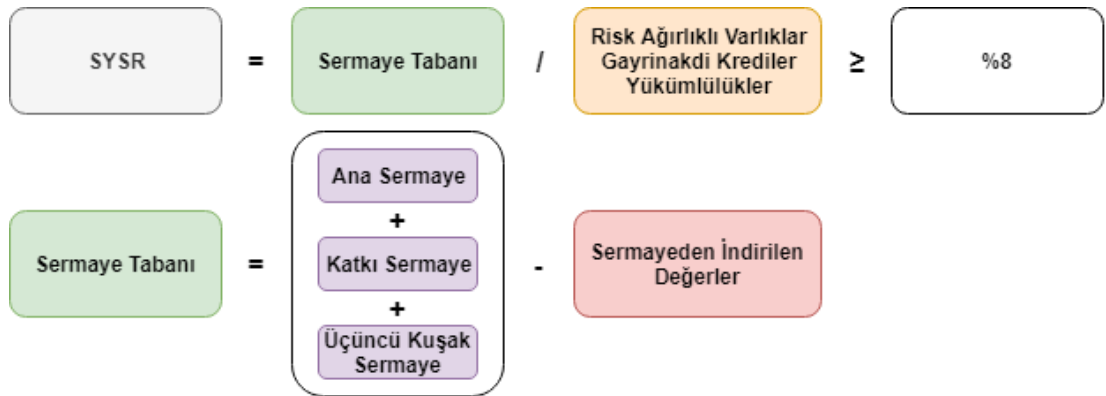 SYSR
=
Sermaye Tabanı
/
Risk Ağırlıklı Varlıklar
Gayrinakdi Krediler
Yükümlülükler
≥
%8
Sermaye Tabanı
=
Ana Sermaye
+
Katkı Sermaye
+
Üçüncü Kuşak
Sermaye
-
Sermayeden İndirilen
Değerler